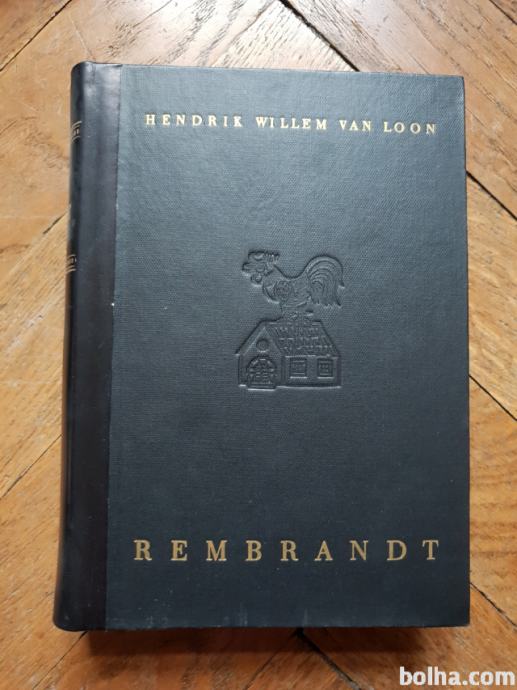 HENDRIK WILLEM VAN LOON
REMBRANDT
bolha.com